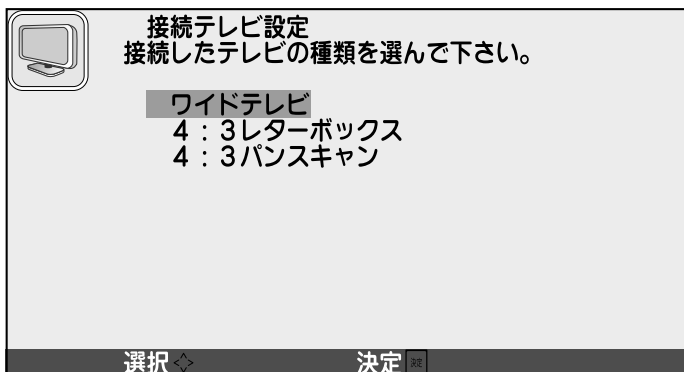 接続テレビ設定
接続したテレビの種類を選んで下さい。
ワイドテレビ
4：3レターボックス
4：3パンスキャン
選択 決定 決定